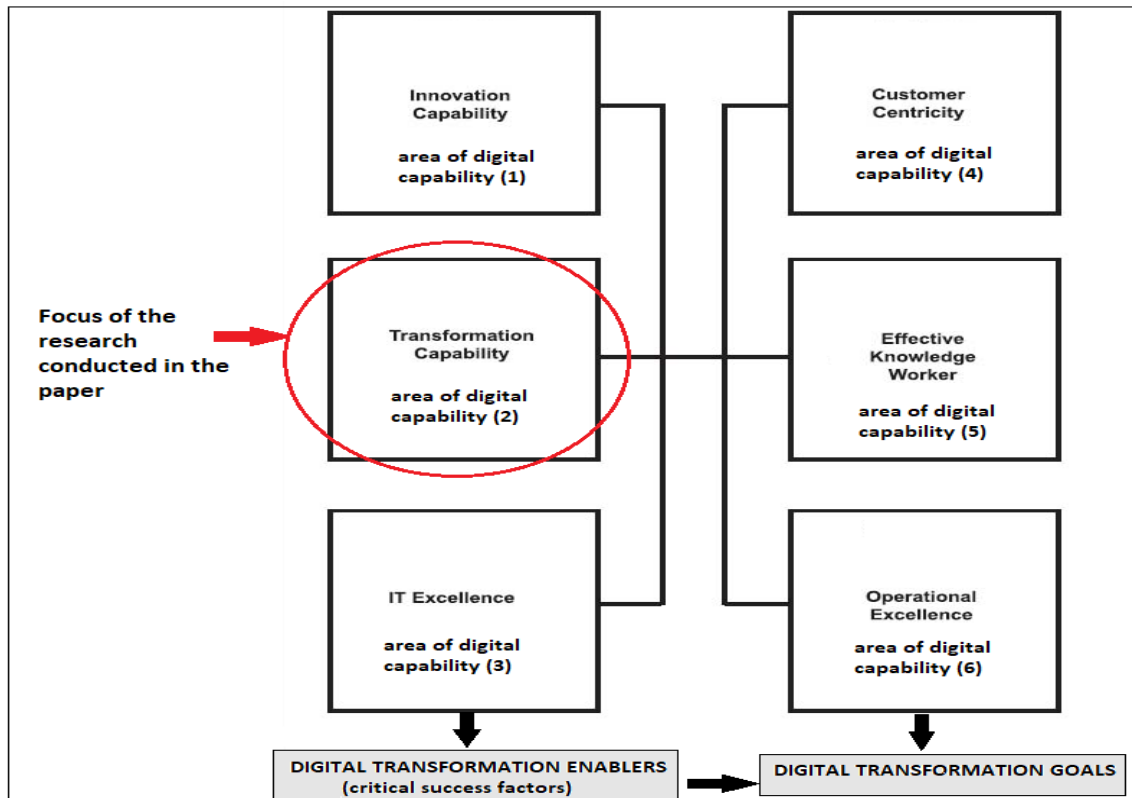 Innovation
Capability
area of digital
capability (1)
Customer
Centricity
area of digital
capability (4)
Focus of the
research
conducted in the
paper
Transformation
Capability
area of digital
capability (2)
Effective
Knowledge
Worker
area of digital
capability (5)
IT Excellence
area of digital
capability (3)
Operational
Excellence
area of digital
capability (6)
DIGITAL TRANSFORMATION ENABLERS
(critical success factors)
DIGITAL TRANSFORMATION GOALS